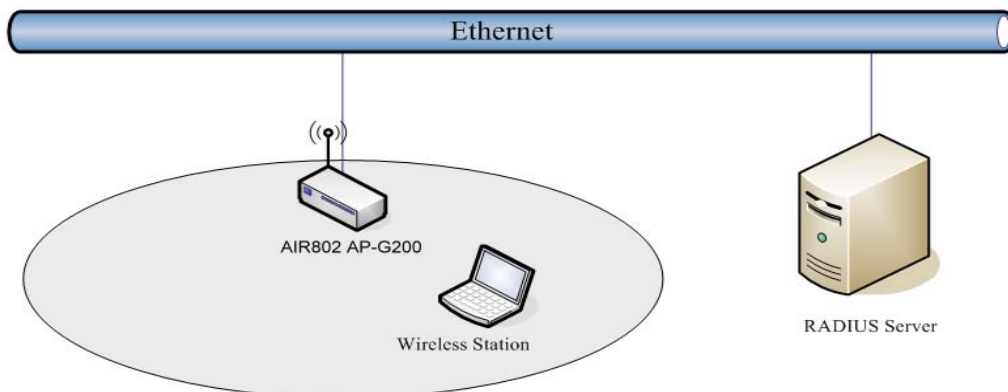 Ethernet
AIR802 AP-G200
Wireless Station
RADIUS Server